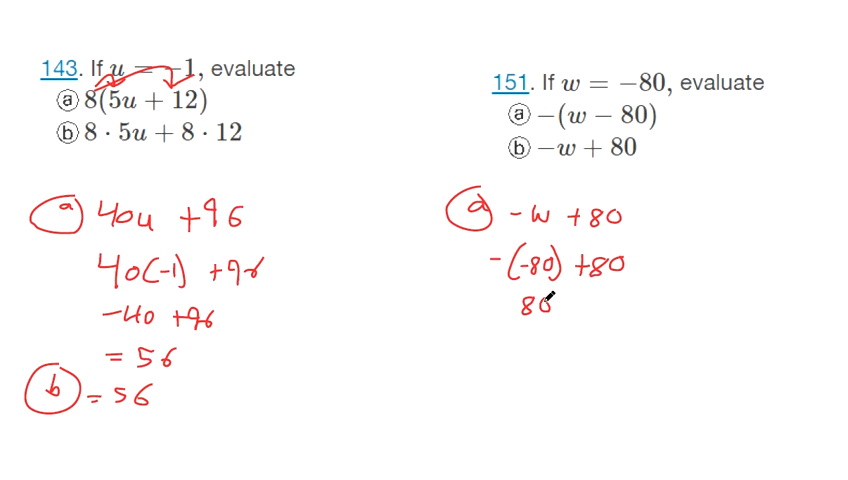 143. If u = −1, evaluate
ⓐ 8(5u + 12)
ⓑ 8 · 5u + 8 · 12
ⓐ 40u +96
40(-1) +96
-40 +96
= 56
ⓑ = 56
151. If w = −80, evaluate
ⓐ −(w − 80)
ⓑ −w + 80
ⓐ -w +80
-(-80) +80
80